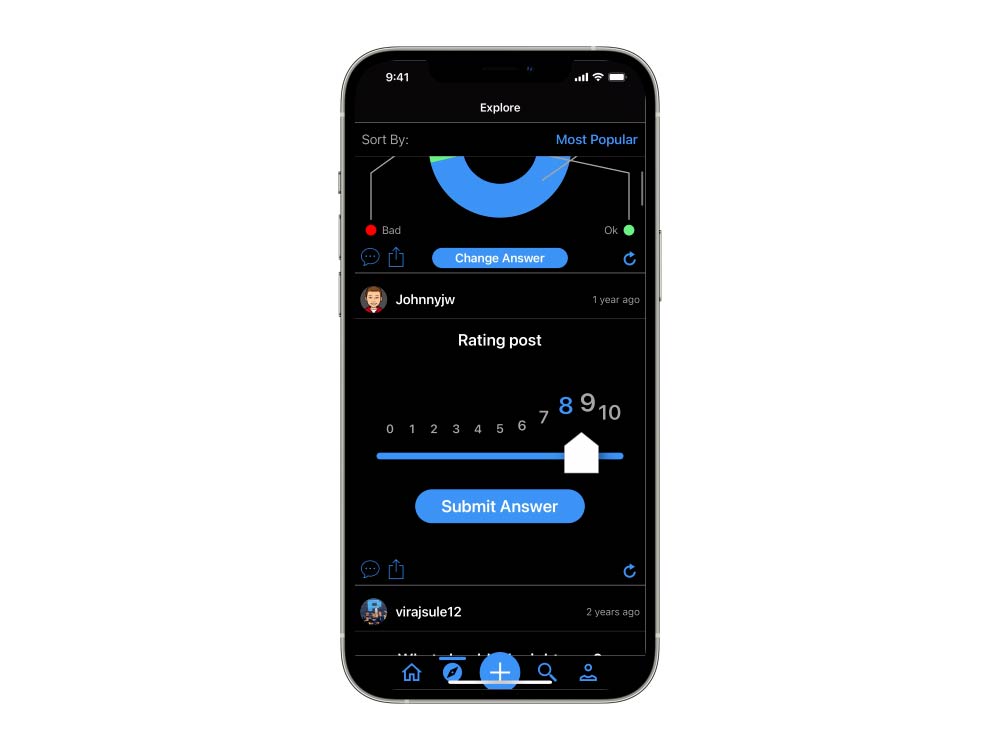 9:41
Explore
Sort By: Most Popular
Bad Ok
Change Answer
Johnnyjw 1 year ago
Rating post
0 1 2 3 4 5 6 7 8 9 10
Submit Answer
virajsule12 2 years ago